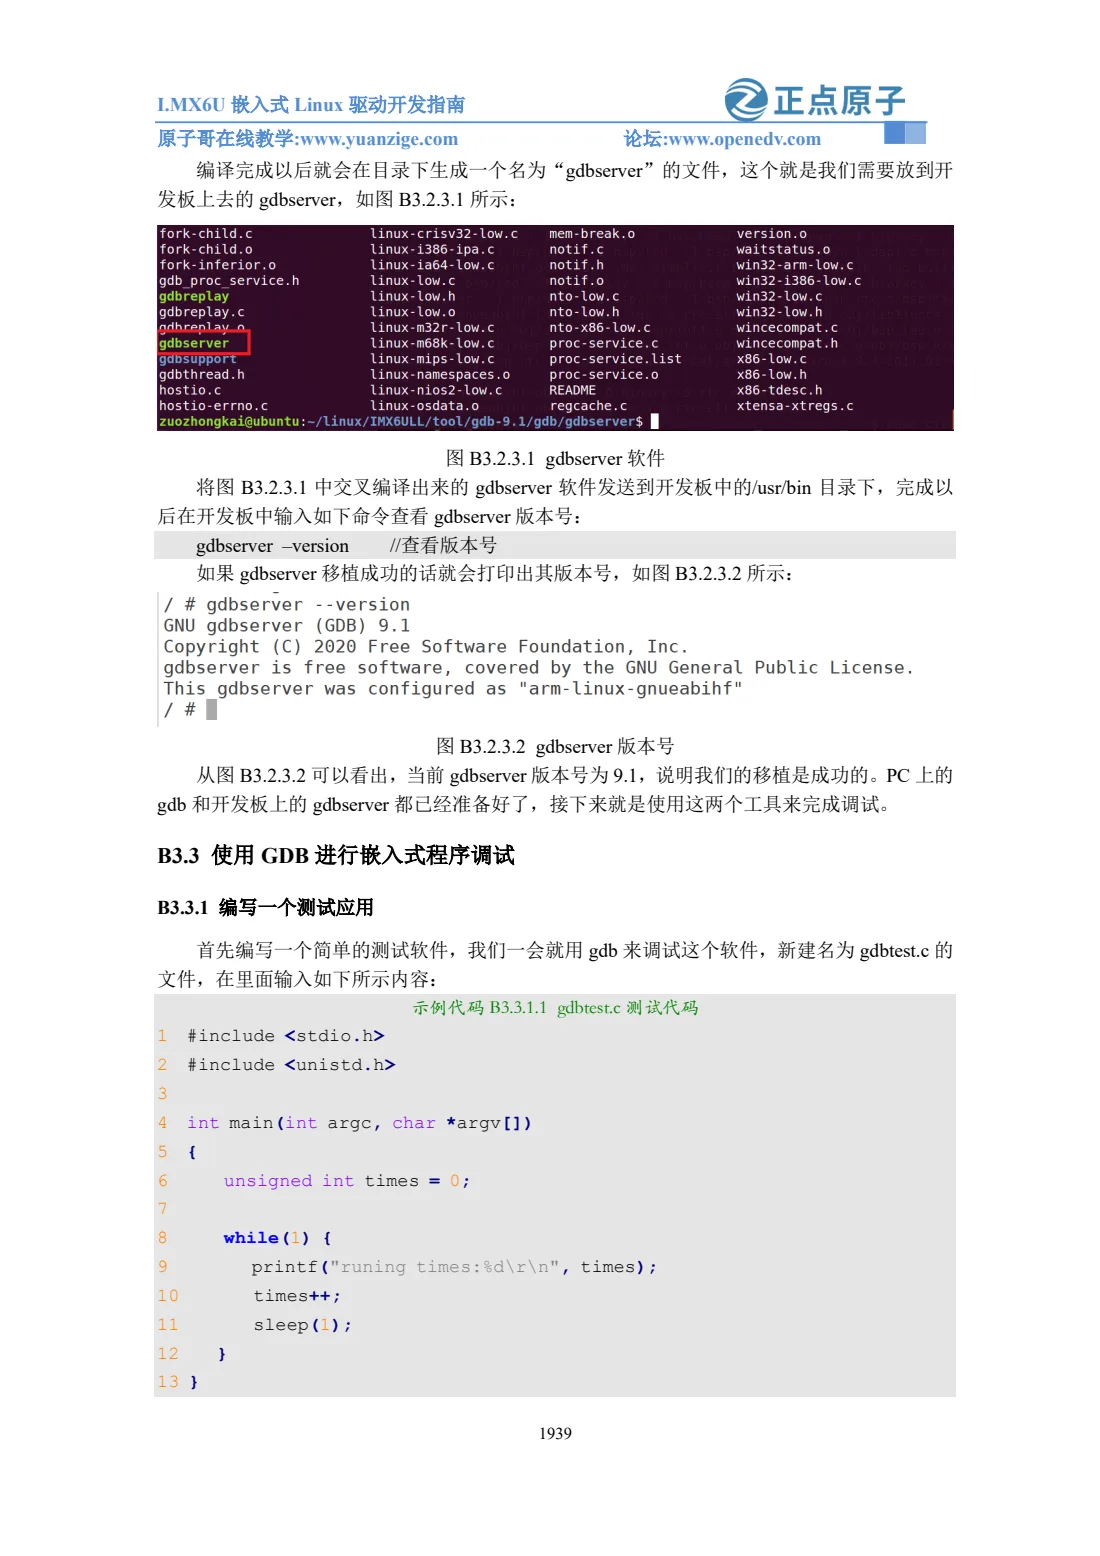 I.MX6U 嵌入式 Linux 驱动开发指南
正点原子
原子哥在线教学:www.yuanzige.com 论坛:www.openedv.com
编译完成以后就会在目录下生成一个名为“gdbserver”的文件，这个就是我们需要放到开
发板上去的 gdbserver，如图 B3.2.3.1 所示：
fork-child.c linux-crisv32-low.c mem-break.o version.o
fork-child.o linux-i386-ipa.c notif.c waitstatus.o
fork-inferior.o linux-ia64-low.c notif.h win32-arm-low.c
gdb_proc_service.h linux-low.c notif.o win32-i386-low.c
gdbreplay linux-low.h nto-low.c win32-low.c
gdbreplay.c linux-low.o nto-low.h win32-low.h
gdbreplay.o linux-m32r-low.c nto-x86-low.c wincecompat.c
gdbserver linux-m68k-low.c proc-service.c wincecompat.h
gdbsupport linux-mips-low.c proc-service.list x86-low.c
gdbthread.h linux-namespaces.o proc-service.o x86-low.h
hostio.c linux-nios2-low.c README x86-tdesc.h
hostio-errno.c linux-osdata.o regcache.c xtensa-xtregs.c
zuozhongkai@ubuntu:~/linux/IMX6ULL/tool/gdb-9.1/gdb/gdbserver$
图 B3.2.3.1 gdbserver 软件
将图 B3.2.3.1 中交叉编译出来的 gdbserver 软件发送到开发板中的/usr/bin 目录下，完成以
后在开发板中输入如下命令查看 gdbserver 版本号：
gdbserver –version //查看版本号
如果 gdbserver 移植成功的话就会打印出其版本号，如图 B3.2.3.2 所示：
/ # gdbserver --version
GNU gdbserver (GDB) 9.1
Copyright (C) 2020 Free Software Foundation, Inc.
gdbserver is free software, covered by the GNU General Public License.
This gdbserver was configured as "arm-linux-gnueabihf"
/ #
图 B3.2.3.2 gdbserver 版本号
从图 B3.2.3.2 可以看出，当前 gdbserver 版本号为 9.1，说明我们的移植是成功的。PC 上的
gdb 和开发板上的 gdbserver 都已经准备好了，接下来就是使用这两个工具来完成调试。
B3.3 使用 GDB 进行嵌入式程序调试
B3.3.1 编写一个测试应用
首先编写一个简单的测试软件，我们一会就用 gdb 来调试这个软件，新建名为 gdbtest.c 的
文件，在里面输入如下所示内容：
示例代码 B3.3.1.1 gdbtest.c 测试代码
1 #include <stdio.h>
2 #include <unistd.h>
3
4 int main(int argc, char *argv[])
5 {
6 unsigned int times = 0;
7
8 while(1) {
9 printf("runing times:%d\r\n", times);
10 times++;
11 sleep(1);
12 }
13 }
1939